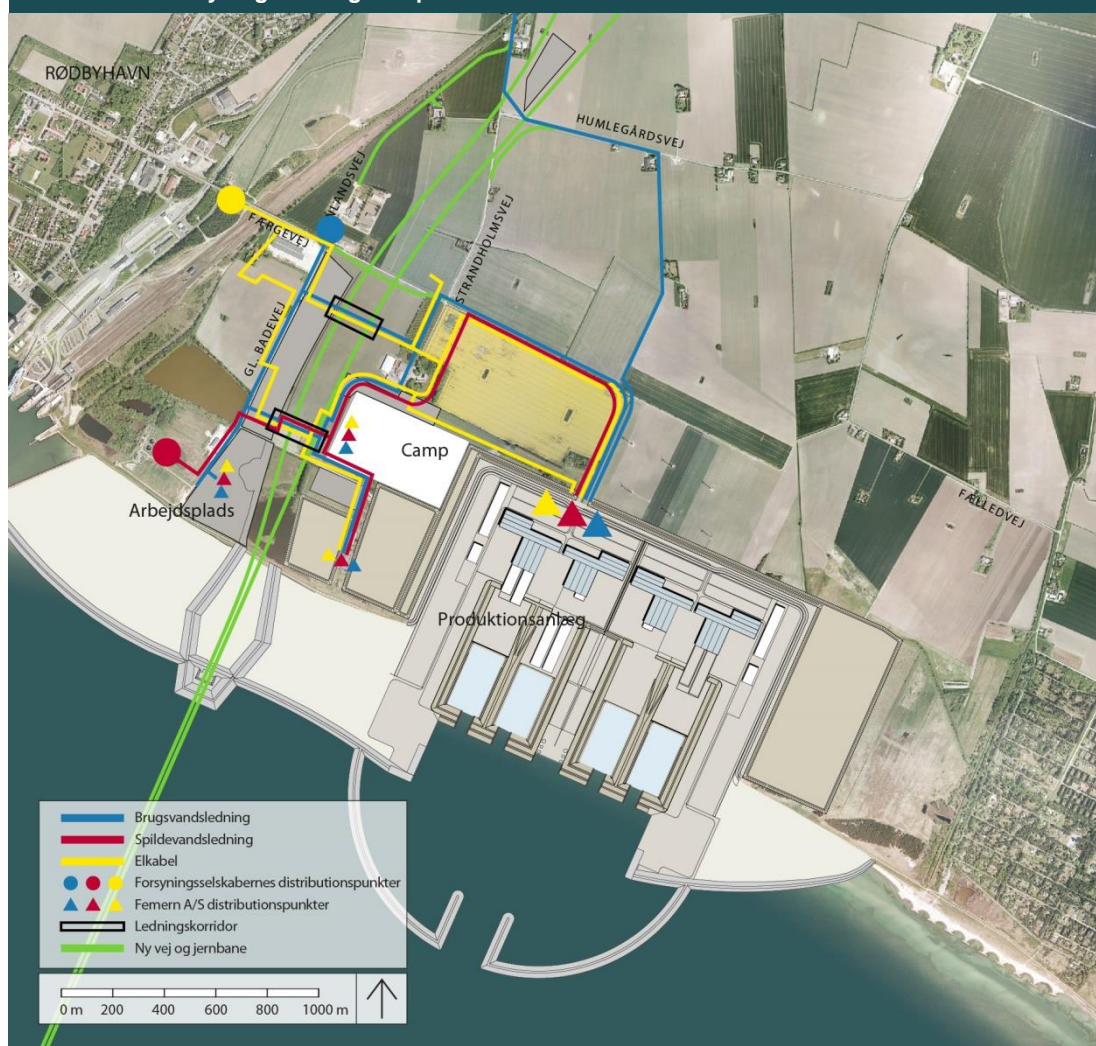 RØDBYHAVN
HUMLEGÅRDSVEJ
NLANDSVEJ
FÆRGEVEJ
STRANDHOLMSVEJ
GL. BADEVEJ
Camp
Arbejdsplads
FÆLLEDVEJ
Produktionsanlæg
Brugsvandsledning
Spildevandsledning
Elkabel
Forsyningsselskabernes distributionspunkter
Femern A/S distributionspunkter
Ledningskorridor
Ny vej og jernbane
0 m 200 400 600 800 1000 m